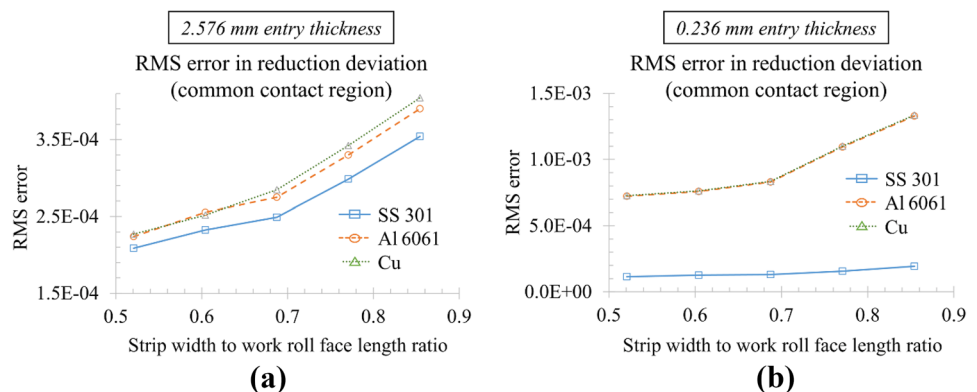 2.576 mm entry thickness
RMS error in reduction deviation
(common contact region)
RMS error
3.5E-04
2.5E-04
1.5E-04
SS 301
Al 6061
Cu
0.5 0.6 0.7 0.8 0.9
Strip width to work roll face length ratio
(a)
0.236 mm entry thickness
RMS error in reduction deviation
(common contact region)
RMS error
1.5E-03
1.0E-03
5.0E-04
0.0E+00
SS 301
Al 6061
Cu
0.5 0.6 0.7 0.8 0.9
Strip width to work roll face length ratio
(b)